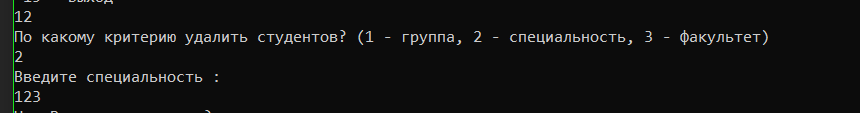 12
По какому критерию удалить студентов? (1 - группа, 2 - специальность, 3 - факультет)
2
Введите специальность :
123